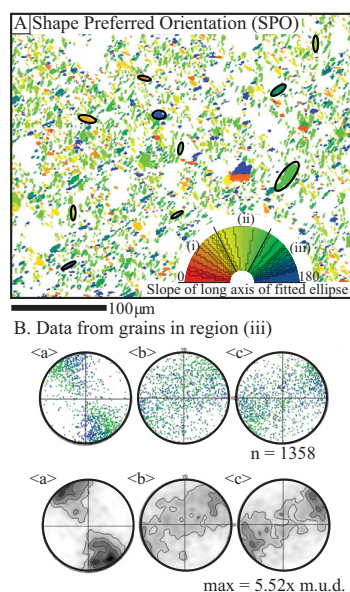 A Shape Preferred Orientation (SPO)
(ii)
(i) (iii)
0 180
Slope of long axis of fitted ellipse
100μm
B. Data from grains in region (iii)
<a> <b> <c>
n = 1358
<a> <b> <c>
max = 5.52x m.u.d.